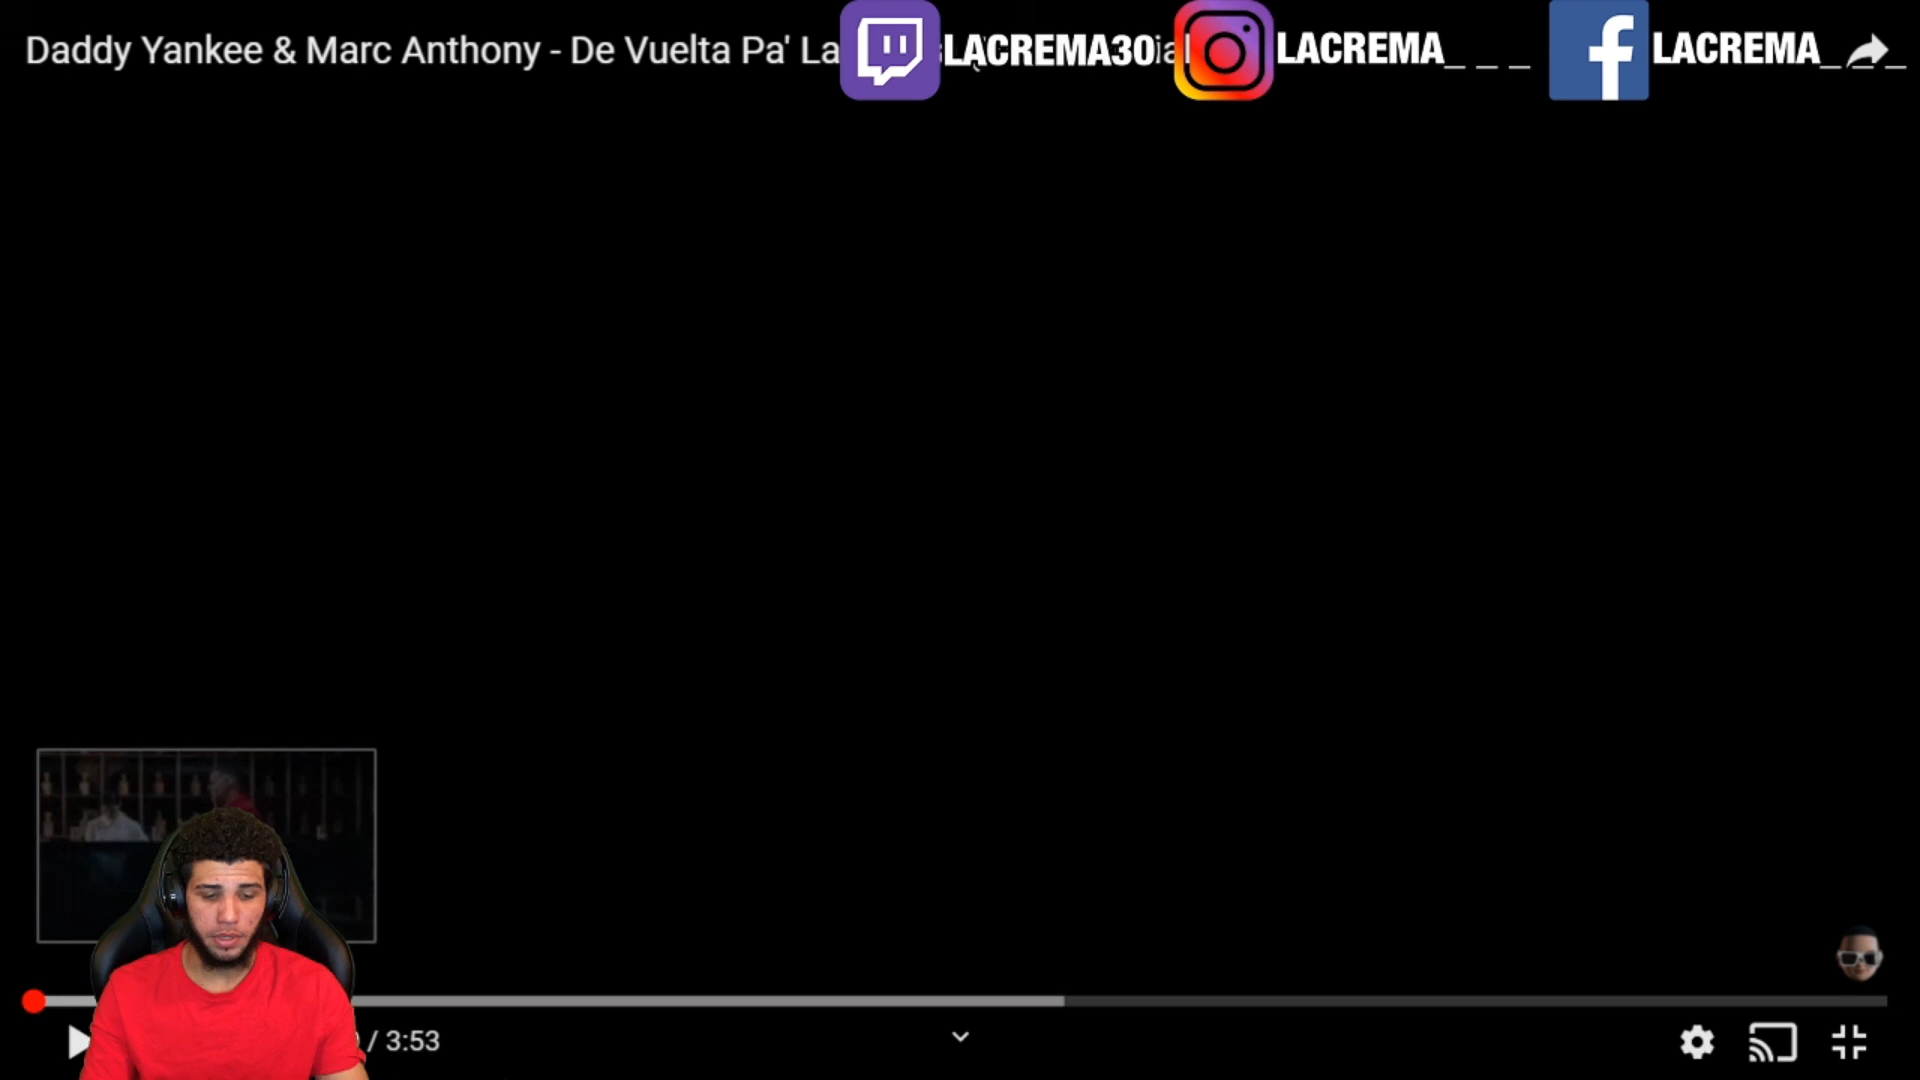 Daddy Yankee & Marc Anthony - De Vuelta Pa' La
LACREMA30
LACREMA_ _ _
LACREMA_ _ _
/ 3:53